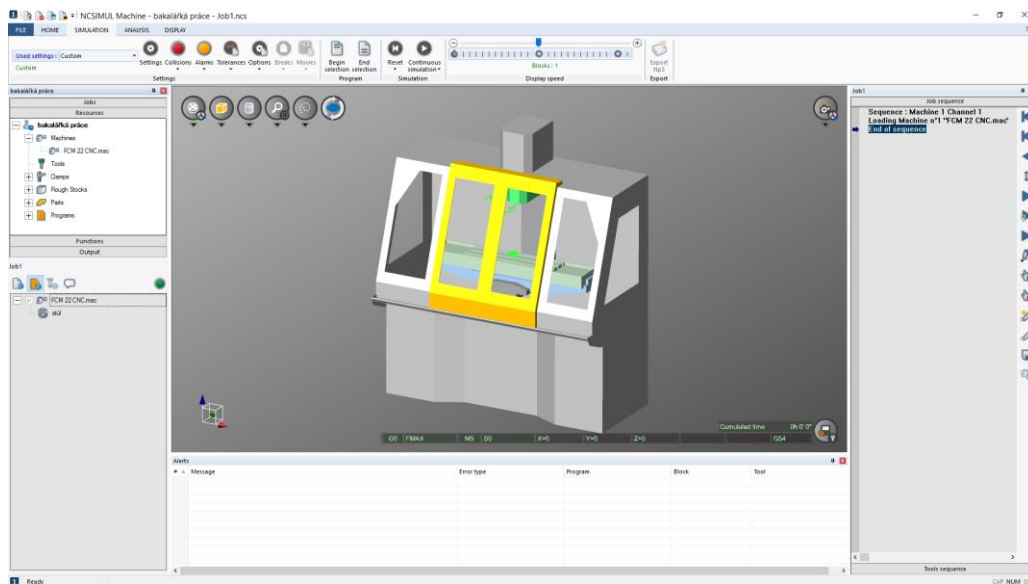 NCSIMUL Machine - bakalářká práce - Job1.ncs
FILE HOME SIMULATION ANALYSIS DISPLAY
Used settings : Custom
Custom
Settings Collisions Alarms Tolerances Options Breaks Movies
Begin selection End selection
Reset Continuous simulation
Blocks : 1
Export Np3
Settings Program Simulation Display speed Export
bakalářká práce
Jobs
Resources
bakalářká práce
Machines
FCM 22 CNC.mac
Tools
Clamps
Rough Stocks
Parts
Programs
Functions
Output
Job1
FCM 22 CNC.mac
stůl
Cumulated time 0h 0' 0"
G0 FMAX M5 S0 X=0 Y=0 Z=0 G54
Alerts
Message Error type Program Block Tool
Job1
Job sequence
Sequence : Machine 1 Channel 1
Loading Machine n°1 "FCM 22 CNC.mac"
End of sequence
Tools sequence
Ready
CAP NUM